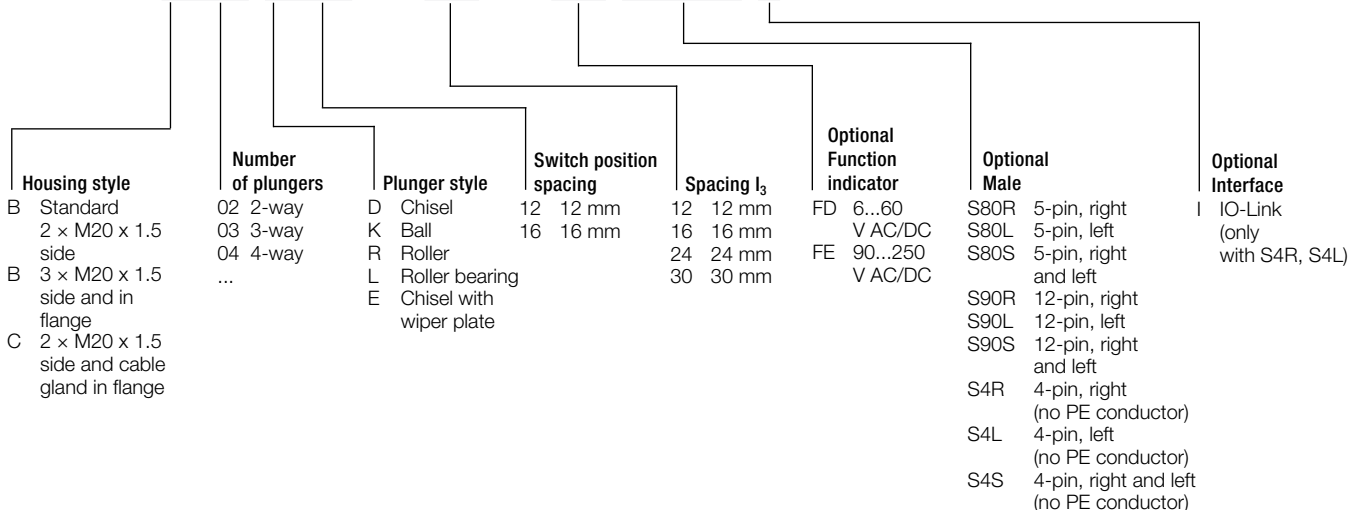 Housing style
B Standard
2 × M20 x 1.5
side
B 3 × M20 x 1.5
side and in
flange
C 2 × M20 x 1.5
side and cable
gland in flange
Number
of plungers
02 2-way
03 3-way
04 4-way
...
Plunger style
D Chisel
K Ball
R Roller
L Roller bearing
E Chisel with
wiper plate
Switch position
spacing
12 12 mm
16 16 mm
Spacing I₃
12 12 mm
16 16 mm
24 24 mm
30 30 mm
Optional
Function
indicator
FD 6...60
V AC/DC
FE 90...250
V AC/DC
Optional
Male
S80R 5-pin, right
S80L 5-pin, left
S80S 5-pin, right
and left
S90R 12-pin, right
S90L 12-pin, left
S90S 12-pin, right
and left
S4R 4-pin, right
(no PE conductor)
S4L 4-pin, left
(no PE conductor)
S4S 4-pin, right and left
(no PE conductor)
Optional
Interface
I IO-Link
(only
with S4R, S4L)